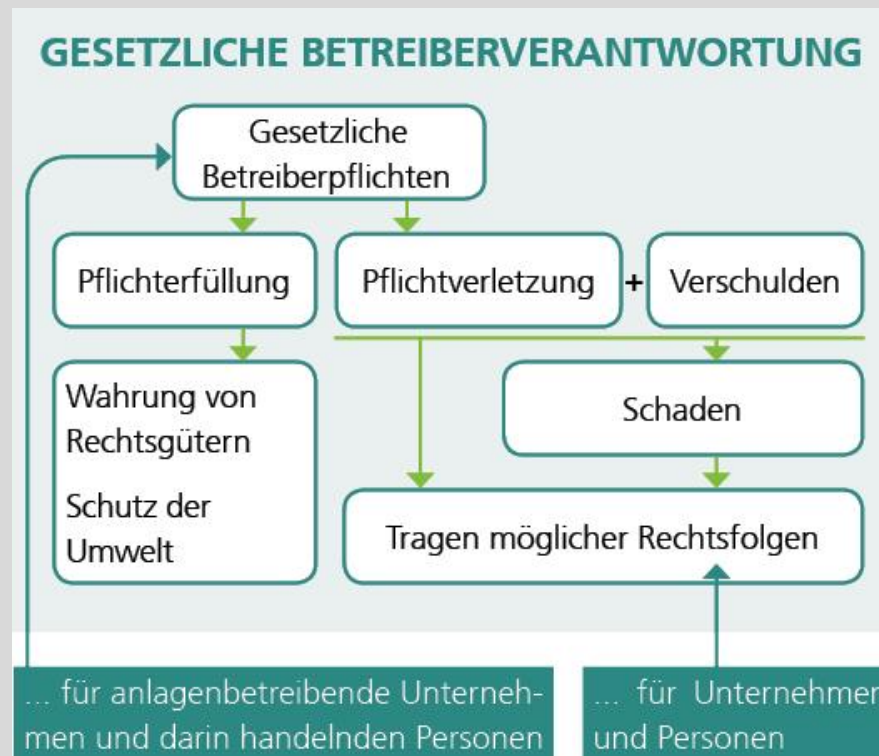 GESETZLICHE BETREIBERVERANTWORTUNG
Gesetzliche
Betreiberpflichten
Pflichterfüllung
Pflichtverletzung + Verschulden
Wahrung von
Rechtsgütern
Schutz der
Umwelt
Schaden
Tragen möglicher Rechtsfolgen
... für anlagenbetreibende Unterneh-
men und darin handelnden Personen
... für Unternehmen
und Personen